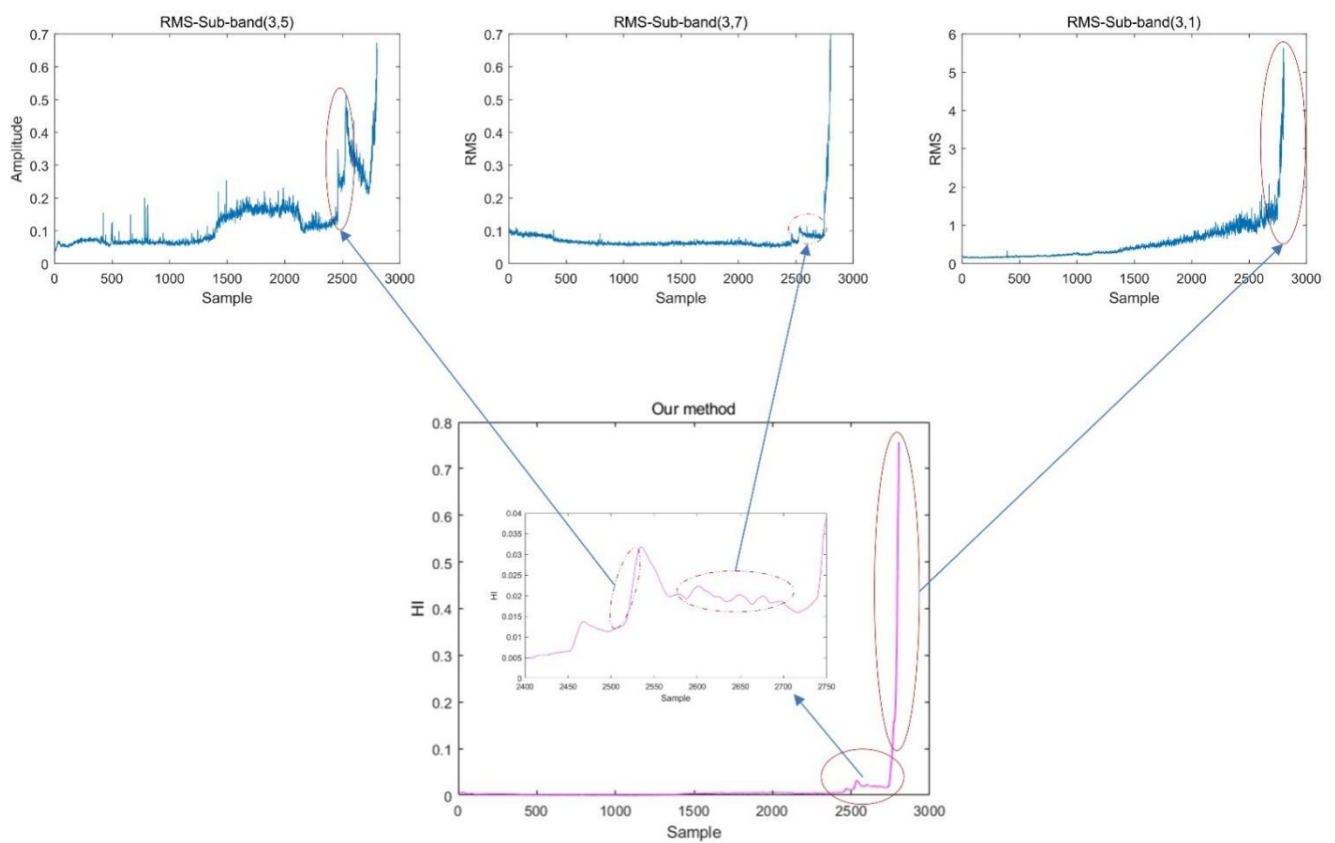 RMS-Sub-band(3,5)
0.7
0.6
0.5
0.4
0.3
0.2
0.1
0
Amplitude
0 500 1000 1500 2000 2500 3000
Sample
RMS-Sub-band(3,7)
0.7
0.6
0.5
0.4
0.3
0.2
0.1
0
RMS
0 500 1000 1500 2000 2500 3000
Sample
RMS-Sub-band(3,1)
6
5
4
3
2
1
0
RMS
0 500 1000 1500 2000 2500 3000
Sample
Our method
0.8
0.7
0.6
0.5
0.4
0.3
0.2
0.1
0
HI
0 500 1000 1500 2000 2500 3000
Sample
0.04
0.035
0.03
0.025
0.02
0.015
0.01
0.005
0
HI
2400 2450 2500 2550 2600 2650 2700 2750
Sample